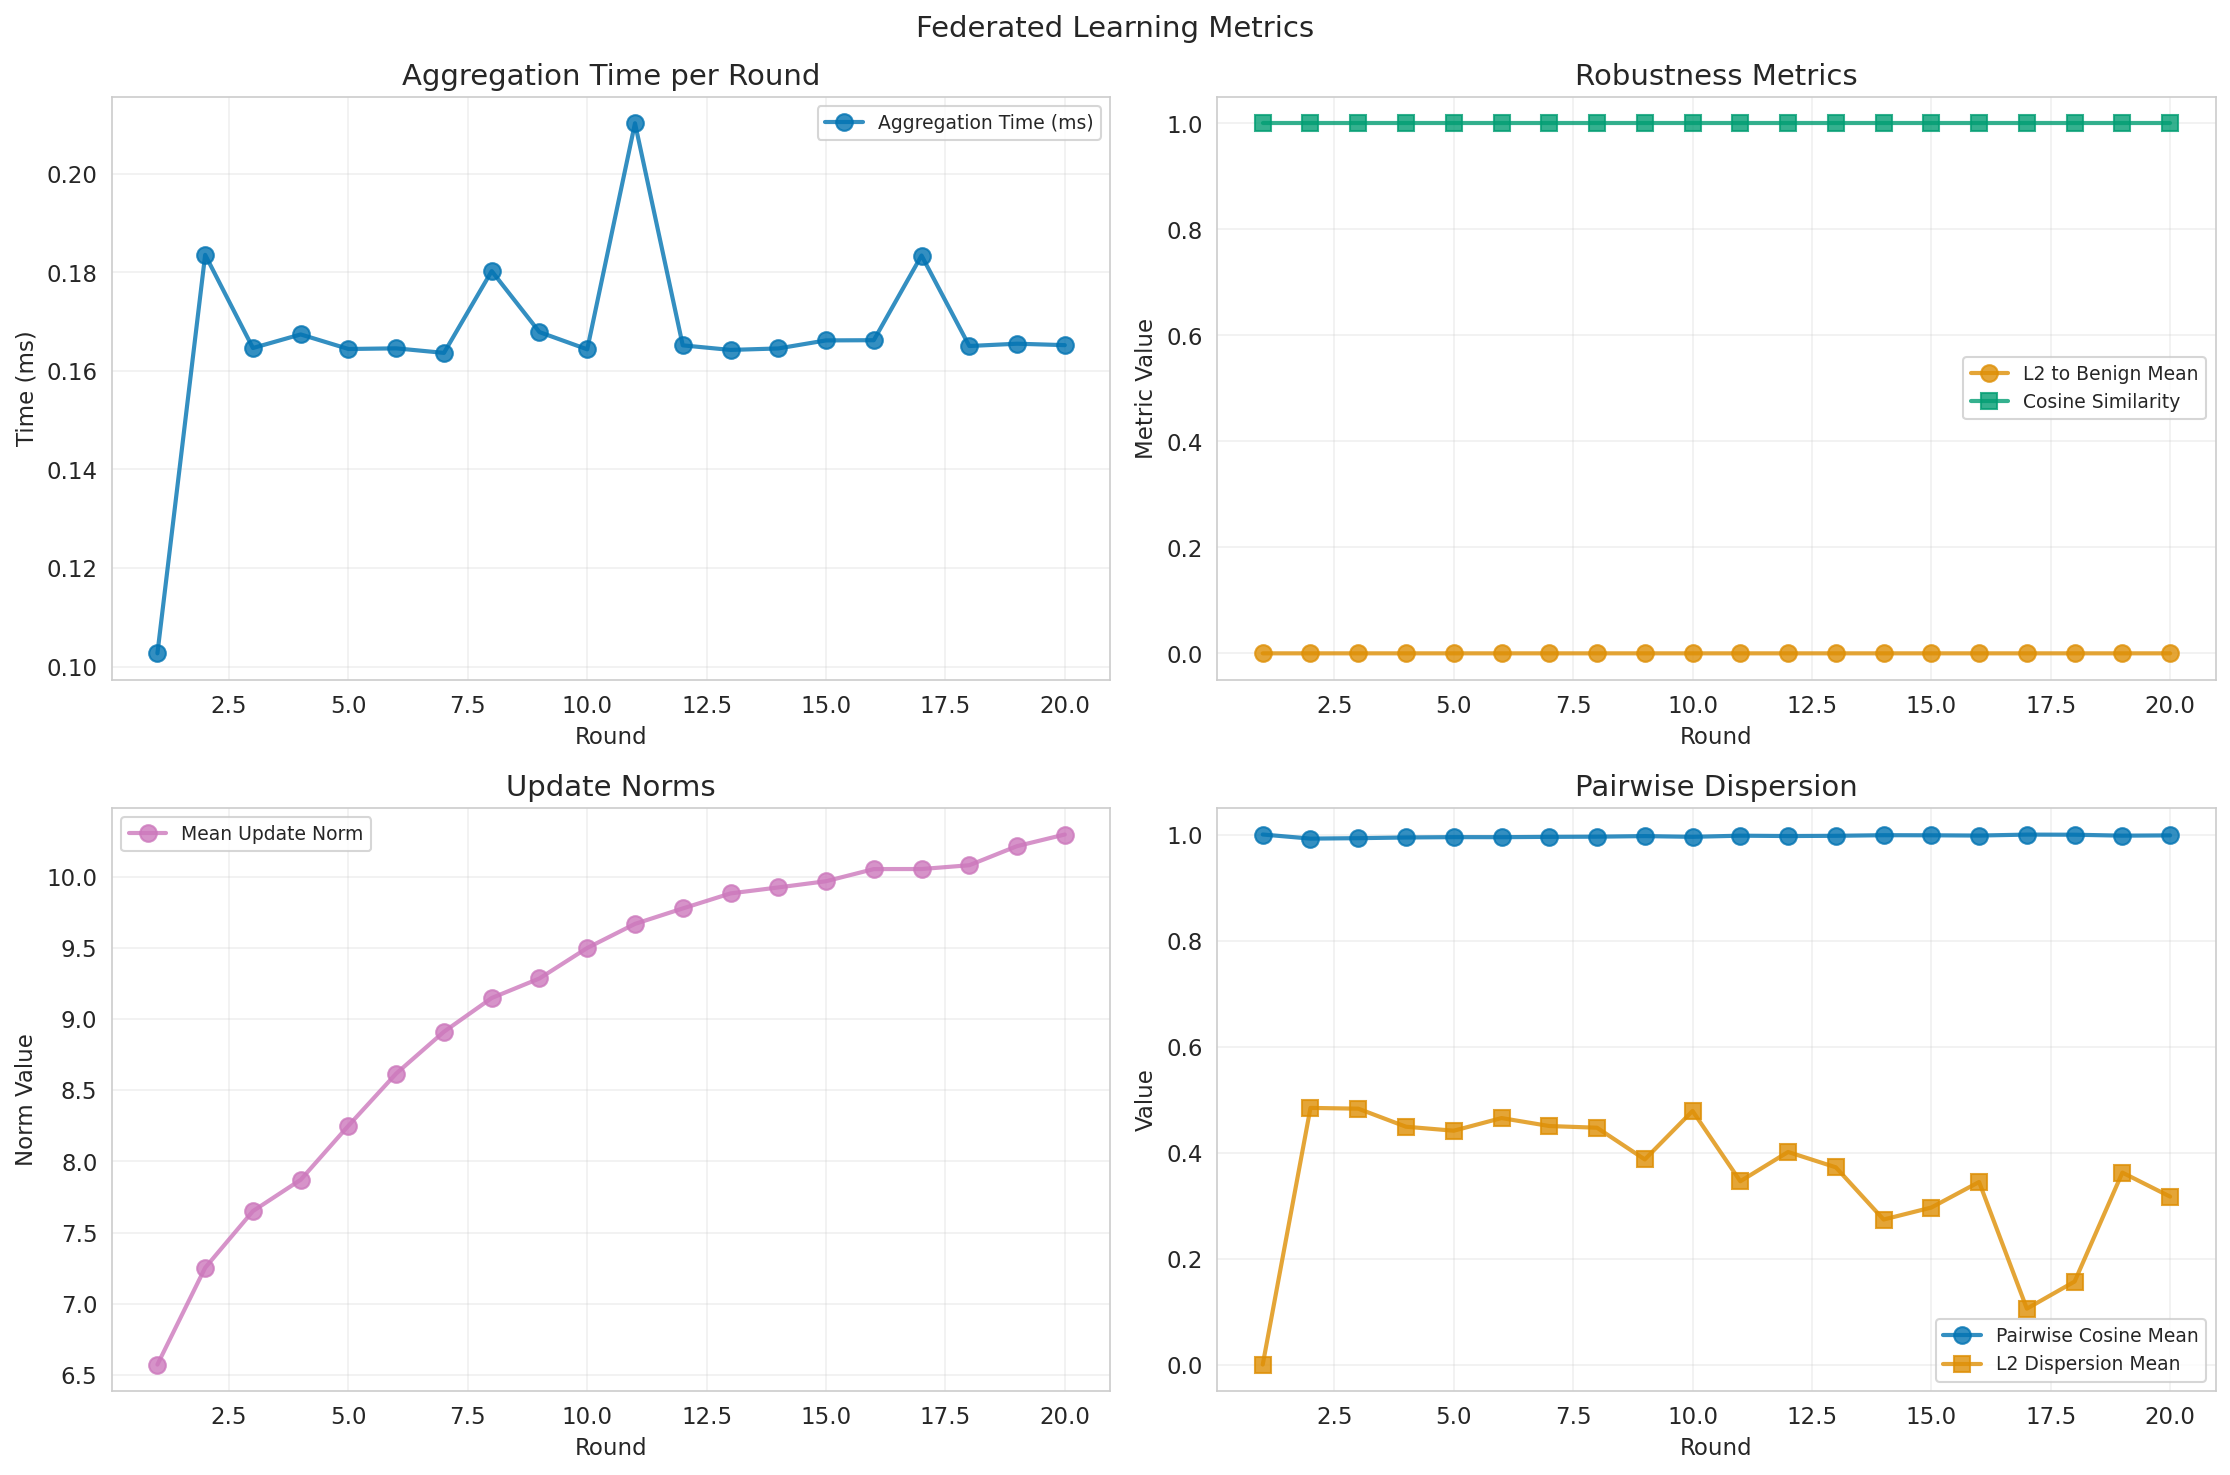 Federated Learning Metrics
Aggregation Time per Round
Aggregation Time (ms)
Time (ms)
0.20
0.18
0.16
0.14
0.12
0.10
2.5 5.0 7.5 10.0 12.5 15.0 17.5 20.0
Round
Robustness Metrics
L2 to Benign Mean
Cosine Similarity
Metric Value
1.0
0.8
0.6
0.4
0.2
0.0
2.5 5.0 7.5 10.0 12.5 15.0 17.5 20.0
Round
Update Norms
Mean Update Norm
Norm Value
10.0
9.5
9.0
8.5
8.0
7.5
7.0
6.5
2.5 5.0 7.5 10.0 12.5 15.0 17.5 20.0
Round
Pairwise Dispersion
Value
1.0
0.8
0.6
0.4
0.2
0.0
Pairwise Cosine Mean
L2 Dispersion Mean
2.5 5.0 7.5 10.0 12.5 15.0 17.5 20.0
Round